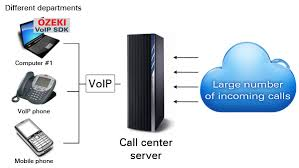 Different departments
ÖZEKI
VoIP SDK
Computer #1
VoIP phone
Mobile phone
VoIP
Call center
server
Large number
of incoming calls